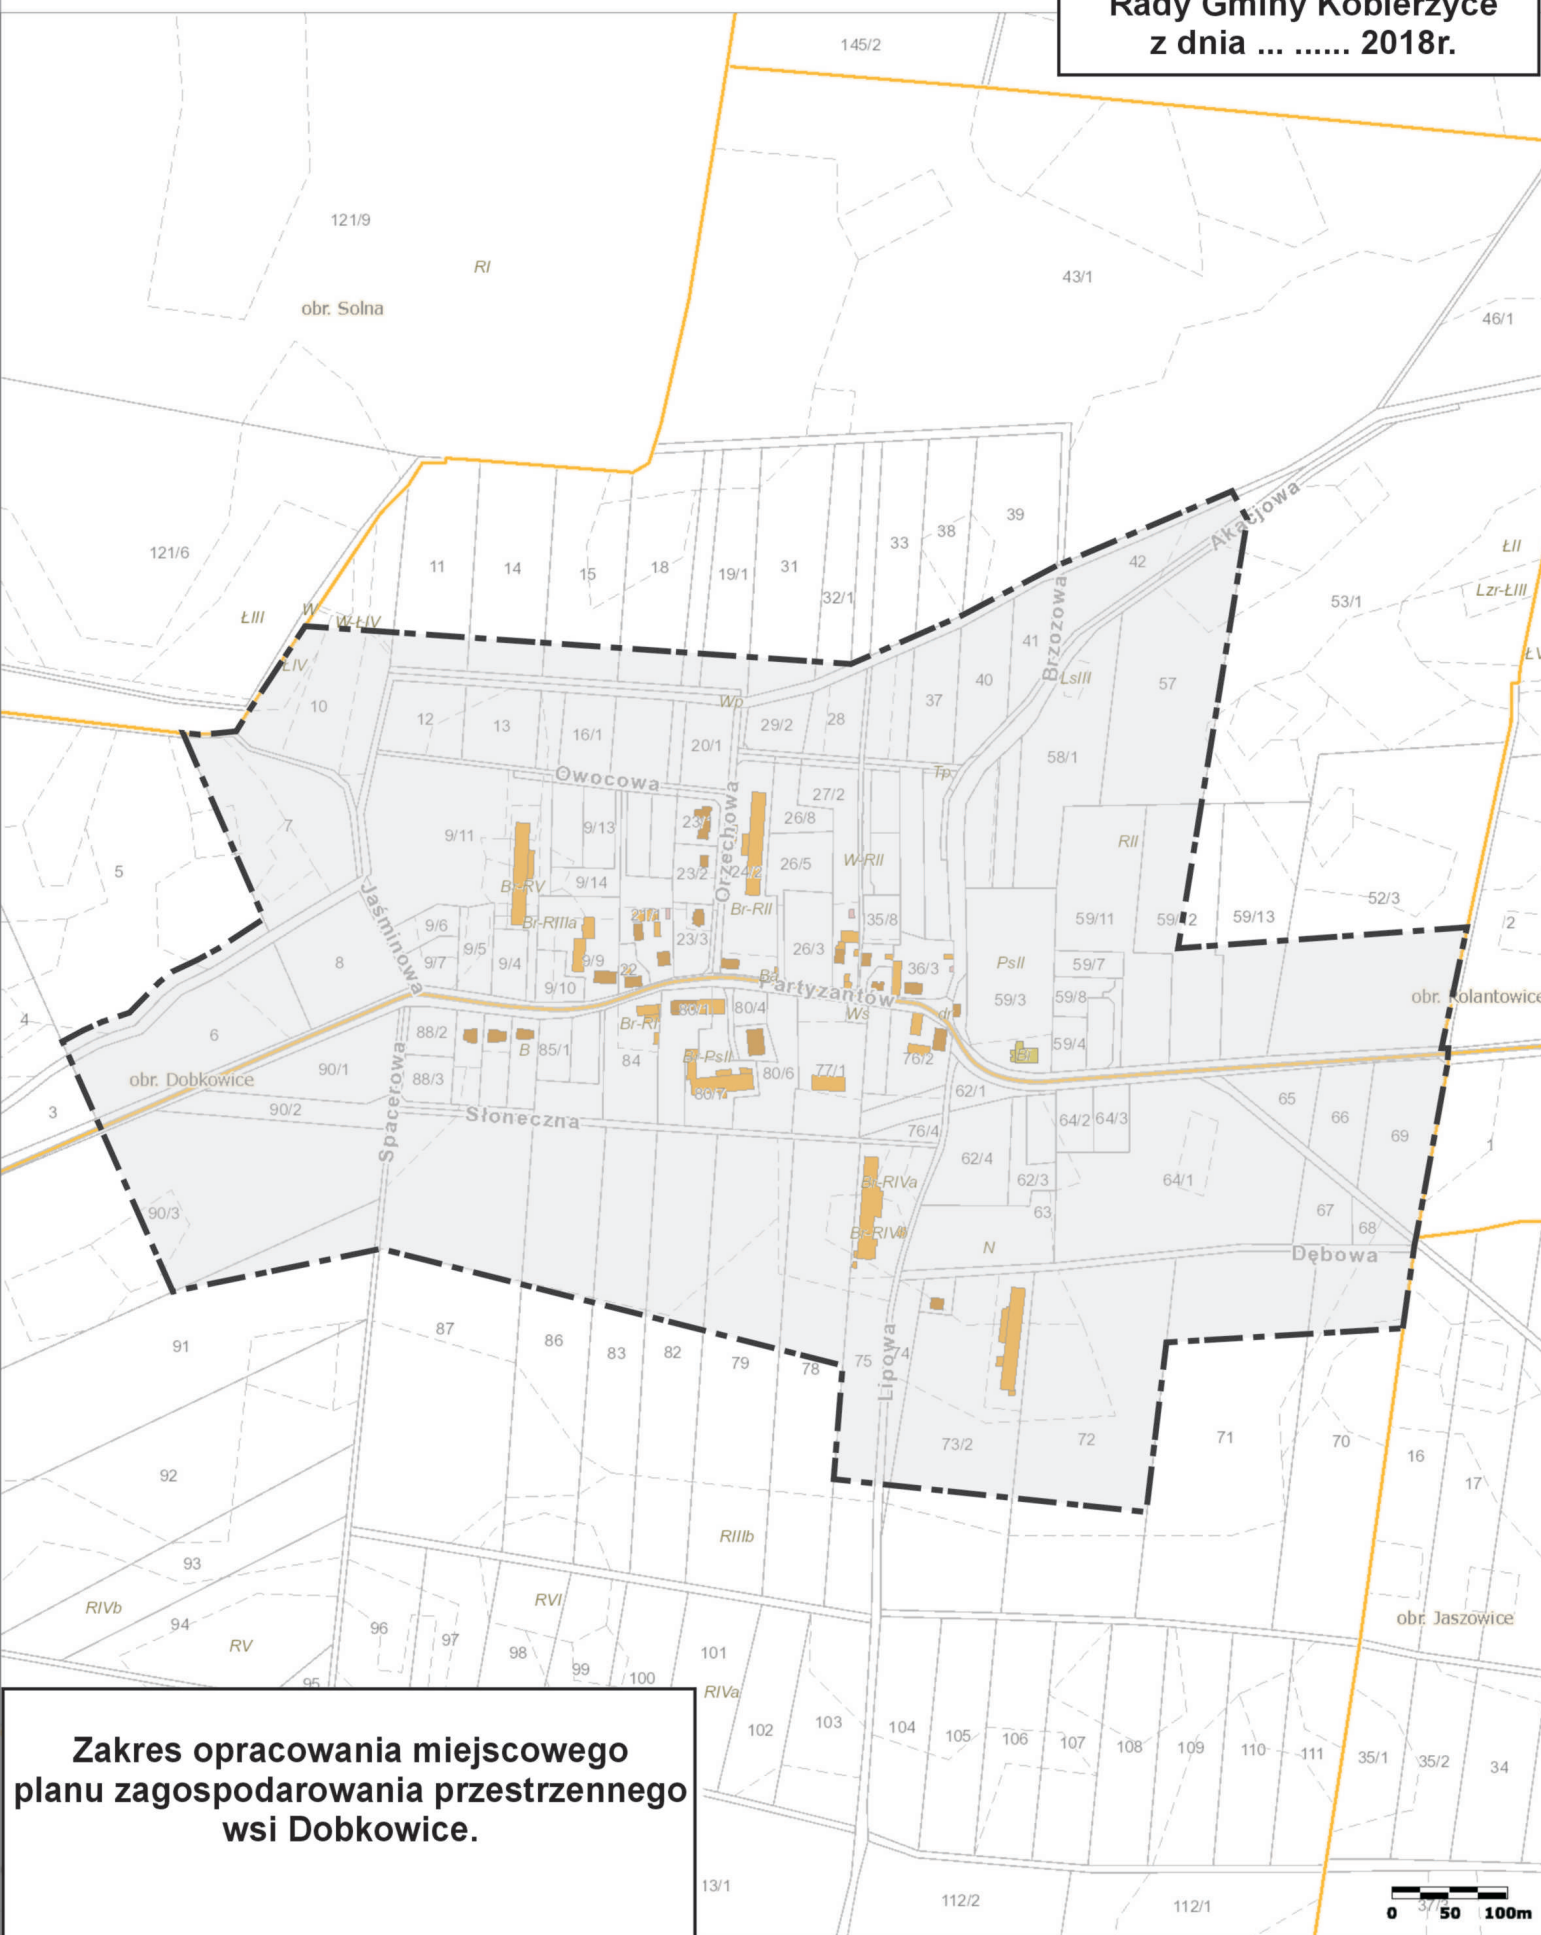 Rady Gminy Kobierzyce
z dnia ... ...... 2018r.
145/2
121/9
RI
obr. Solna
43/1
46/1
121/6
11
14
15
18
19/1
31
32/1
33
38
39
42
Akacjowa
ŁII
Lzr-ŁIII
53/1
ŁIII
W
W-ŁIV
ŁIV
10
12
13
16/1
20/1
Wp
29/2
28
37
40
41
Brzozowa
LsIII
57
58/1
Owocowa
Orzechowa
Tp
27/2
26/8
26/5
W-RII
RII
7
9/11
9/13
9/14
23/2
24/2
5
Br-RV
Br-RIIIa
Br-RII
35/8
59/11
59/13
52/3
2
Jaśminowa
9/6
9/5
9/7
9/4
9/9
9/10
22
23/3
26/3
36/3
PsII
59/7
59/8
59/3
59/4
8
Partyzantów
obr. Kolantowice
4
6
88/2
Br-RI
80/4
Ws
dr
obr. Dobkowice
90/1
88/3
B
85/1
84
80/6
77/1
76/2
62/1
3
90/2
Spacerowa
Słoneczna
76/4
64/2
64/3
65
66
69
1
62/4
62/3
64/1
63
67
68
90/3
N
Dębowa
91
87
86
83
82
79
78
75
74
Lipowa
73/2
72
71
70
16
17
92
RIIIb
93
RIVb
94
RV
96
97
RVI
98
99
100
101
RIVa
obr. Jaszowice
95
102
103
104
105
106
107
108
109
110
111
35/1
35/2
34
Zakres opracowania miejscowego
planu zagospodarowania przestrzennego
wsi Dobkowice.
13/1
112/2
112/1
0 50 100m